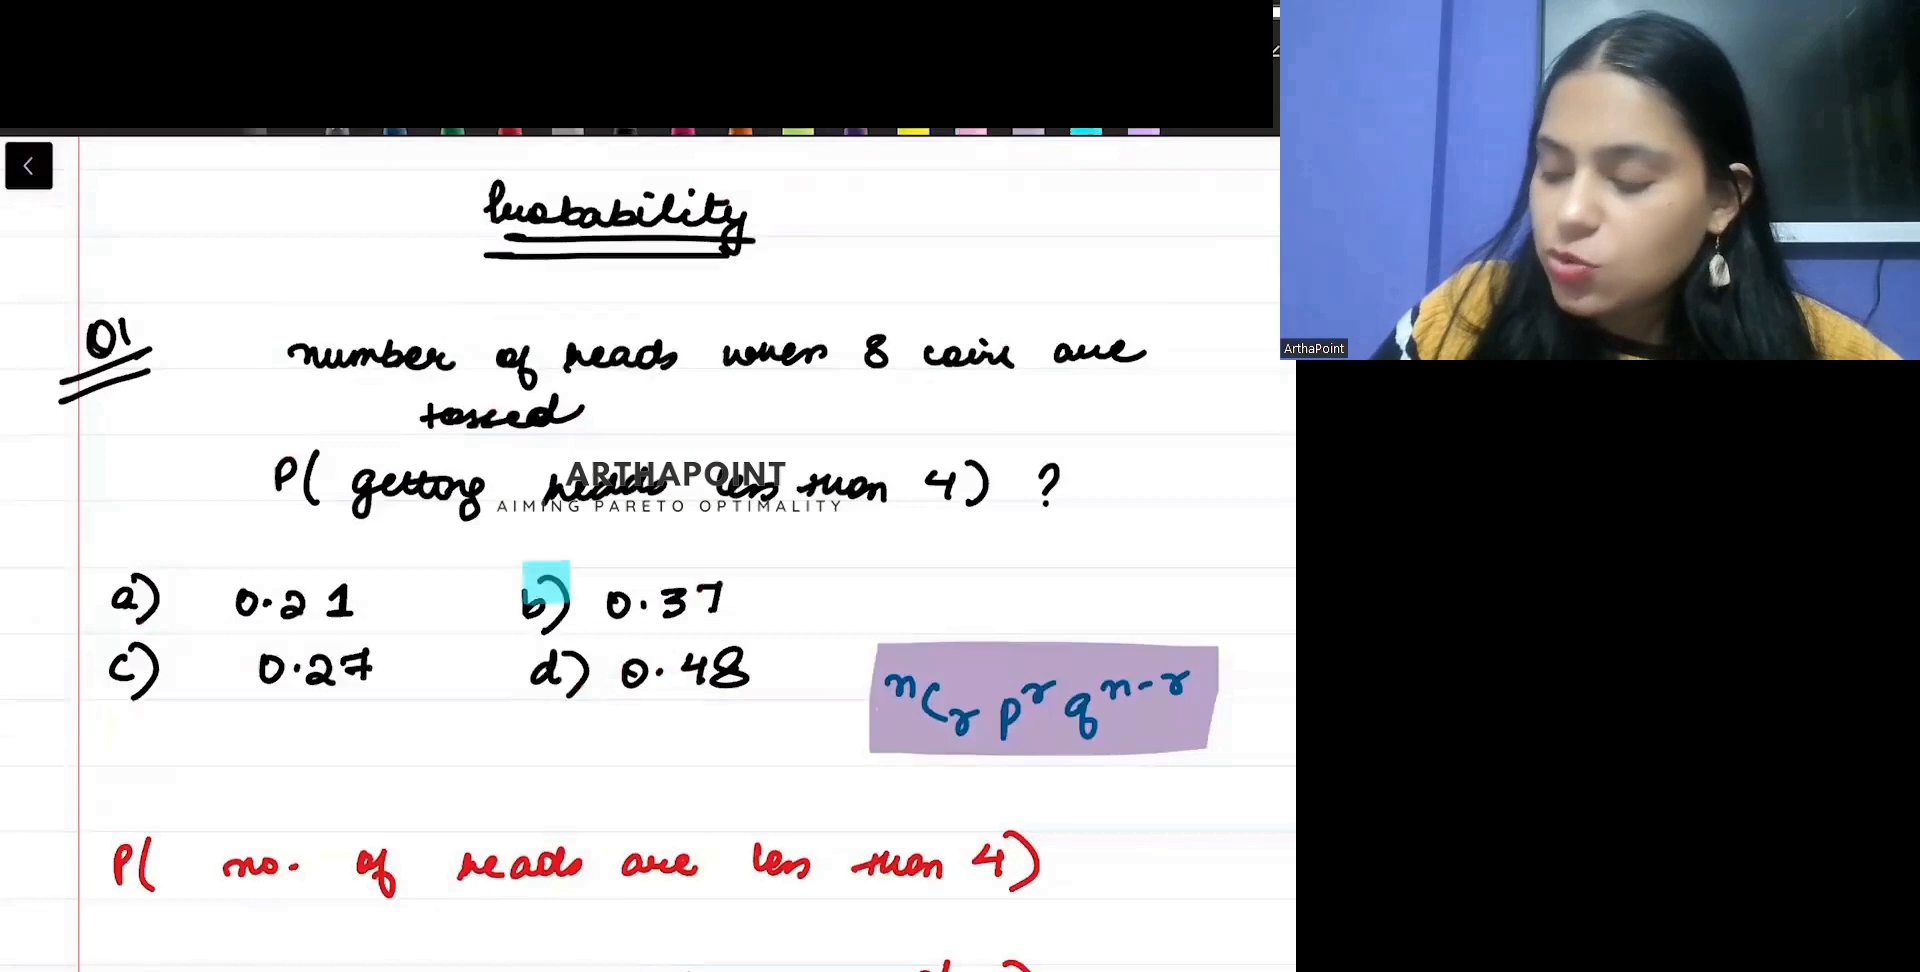 Probability
Q1
number of heads when 8 coins are
tossed
P( getting heads less than 4) ?
ARTHAPOINT
AIMING PARETO OPTIMALITY
a) 0.21 b) 0.37
c) 0.27 d) 0.48
ⁿCᵣ pʳ qⁿ⁻ʳ
P( no. of heads are less than 4)
ArthaPoint